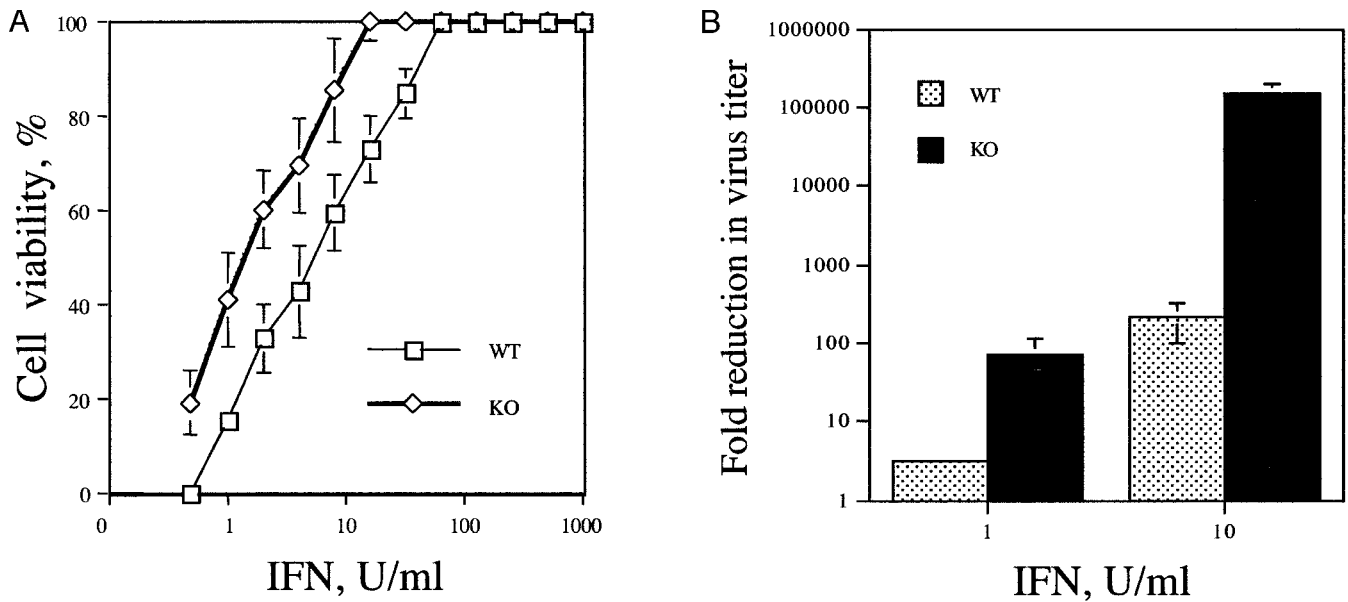 A
Cell viability, %
100
80
60
40
20
0
0 1 10 100 1000
IFN, U/ml
WT
KO
B
Fold reduction in virus titer
1000000
100000
10000
1000
100
10
1
1 10
IFN, U/ml
WT
KO